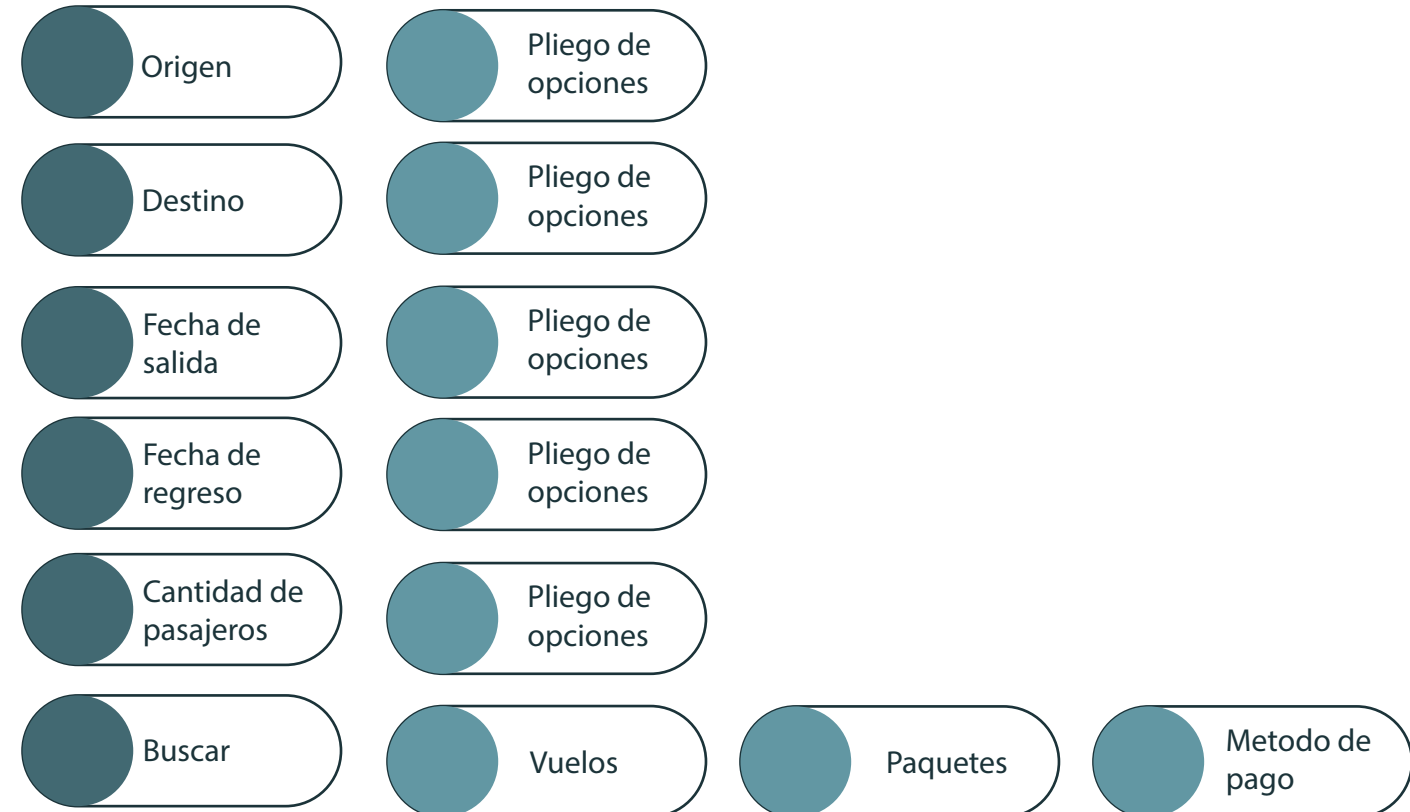 Origen
Pliego de
opciones
Destino
Pliego de
opciones
Fecha de
salida
Pliego de
opciones
Fecha de
regreso
Pliego de
opciones
Cantidad de
pasajeros
Pliego de
opciones
Buscar
Vuelos
Paquetes
Metodo de
pago